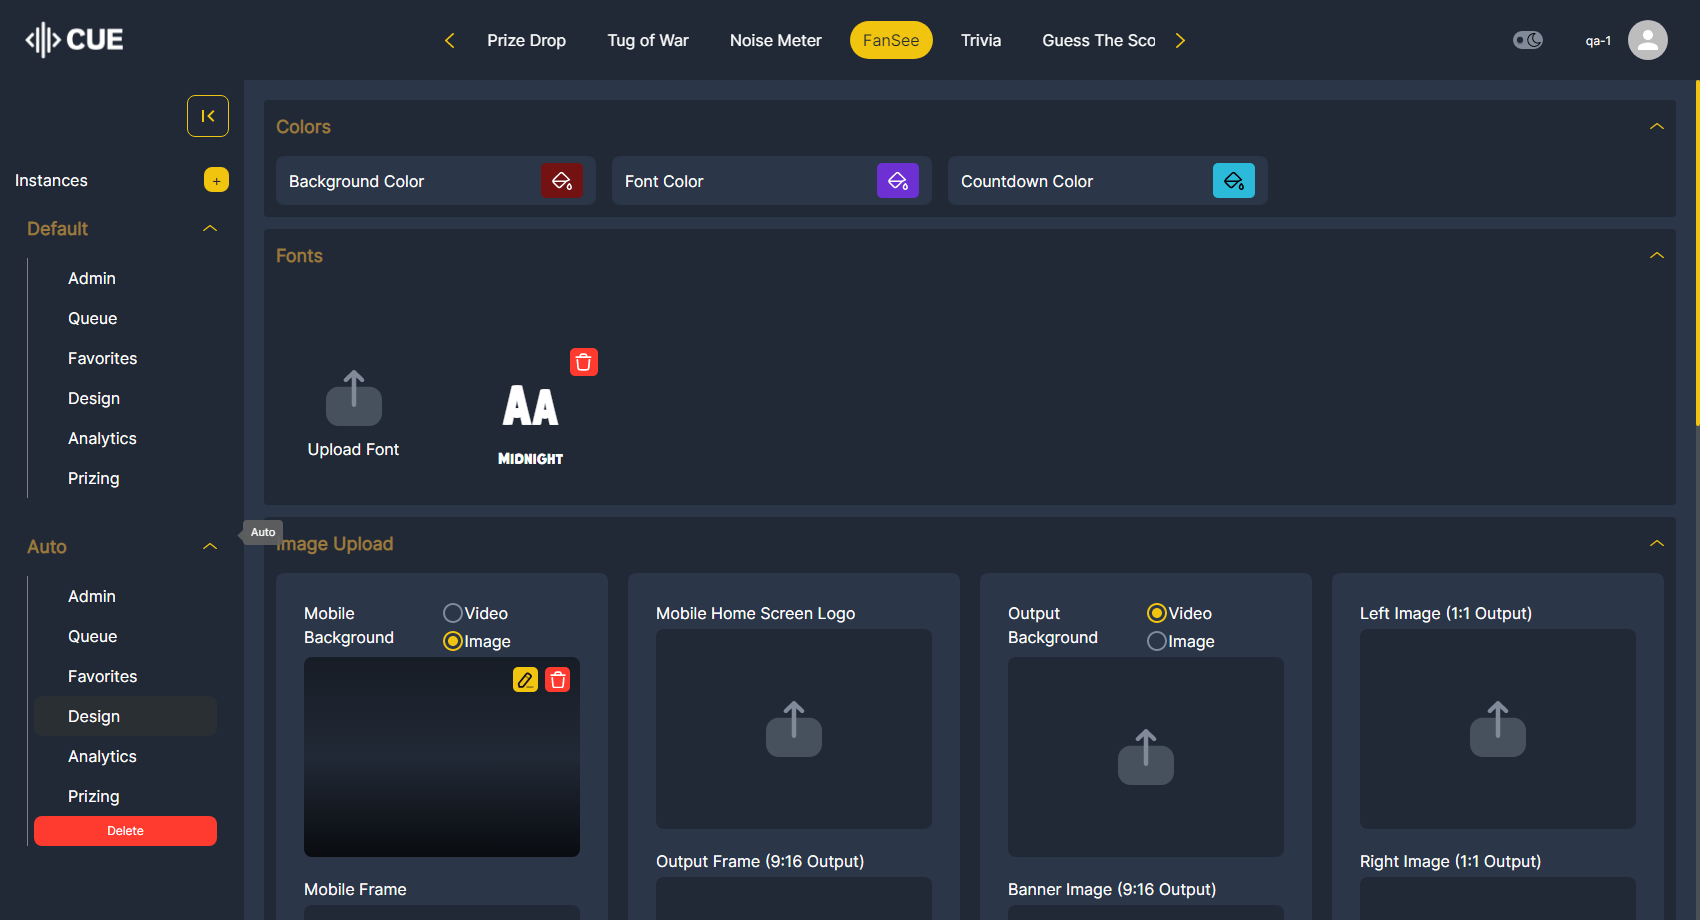 CUE
Prize Drop
Tug of War
Noise Meter
FanSee
Trivia
Guess The Sco
qa-1
Instances
+
Default
Admin
Queue
Favorites
Design
Analytics
Prizing
Auto
Admin
Queue
Favorites
Design
Analytics
Prizing
Delete
Auto
Colors
Background Color
Font Color
Countdown Color
Fonts
Upload Font
AA
MIDNIGHT
Image Upload
Mobile
Background
Video
Image
Mobile Frame
Mobile Home Screen Logo
Output Frame (9:16 Output)
Output
Background
Video
Image
Banner Image (9:16 Output)
Left Image (1:1 Output)
Right Image (1:1 Output)